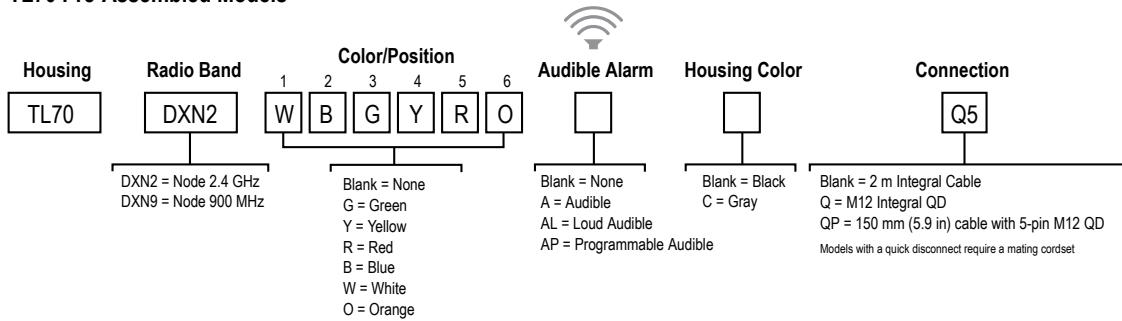 Color/Position
Housing Radio Band Audible Alarm Housing Color Connection
1 2 3 4 5 6
TL70 DXN2 W B G Y R O Q5
DXN2 = Node 2.4 GHz
DXN9 = Node 900 MHz
Blank = None
G = Green
Y = Yellow
R = Red
B = Blue
W = White
O = Orange
Blank = None
A = Audible
AL = Loud Audible
AP = Programmable Audible
Blank = Black
C = Gray
Blank = 2 m Integral Cable
Q = M12 Integral QD
QP = 150 mm (5.9 in) cable with 5-pin M12 QD
Models with a quick disconnect require a mating cordset